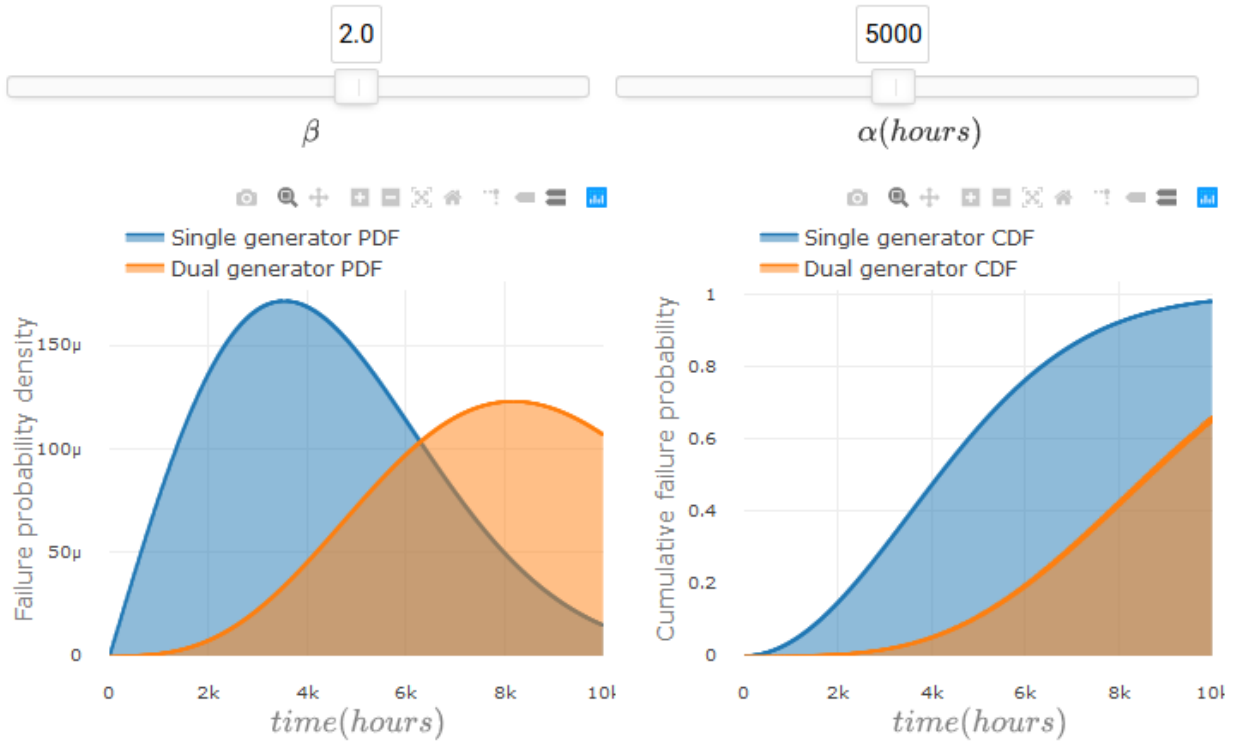 2.0
5000
β
α(hours)
Single generator PDF
Dual generator PDF
Failure probability density
150μ
100μ
50μ
0
0 2k 4k 6k 8k 10k
time(hours)
Single generator CDF
Dual generator CDF
Cumulative failure probability
1
0.8
0.6
0.4
0.2
0
0 2k 4k 6k 8k 10k
time(hours)